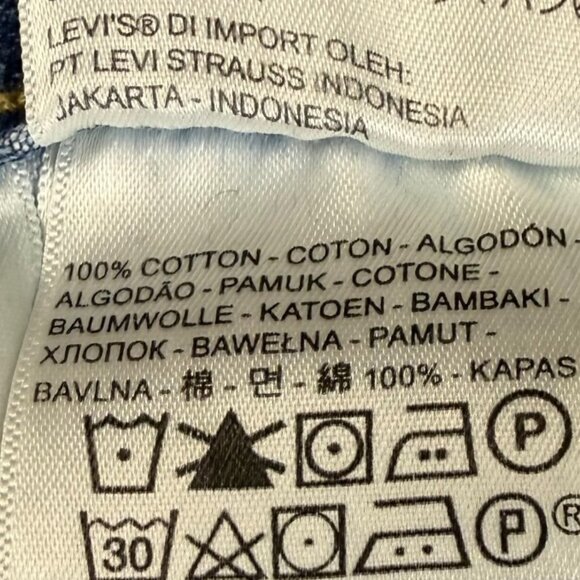 LEVI'S® DI IMPORT OLEH:
PT LEVI STRAUSS INDONESIA
JAKARTA - INDONESIA
100% COTTON - COTON - ALGODÓN -
ALGODÃO - PAMUK - COTONE -
BAUMWOLLE - KATOEN - BAMBAKI -
ХЛОПОК - BAWEŁNA - PAMUT -
BAVLNA - 棉 - 면 - 綿 100% - KAPAS
P
30 P ®